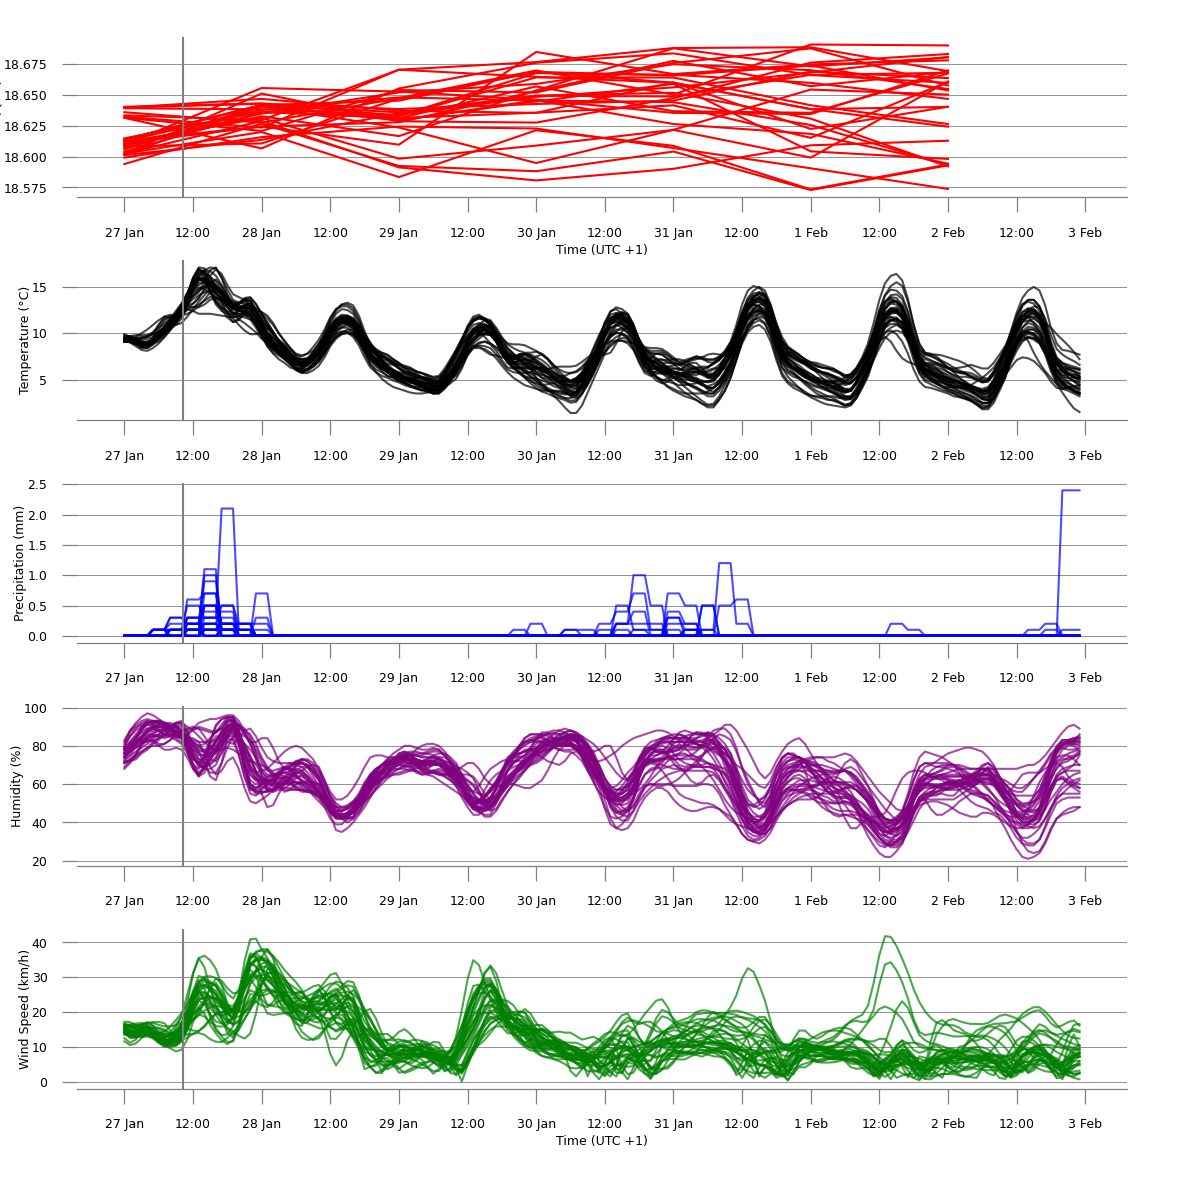 18.675
18.650
18.625
18.600
18.575
27 Jan 12:00 28 Jan 12:00 29 Jan 12:00 30 Jan 12:00 31 Jan 12:00 1 Feb 12:00 2 Feb 12:00 3 Feb
Time (UTC +1)
Temperature (°C)
15
10
5
27 Jan 12:00 28 Jan 12:00 29 Jan 12:00 30 Jan 12:00 31 Jan 12:00 1 Feb 12:00 2 Feb 12:00 3 Feb
Precipitation (mm)
2.5
2.0
1.5
1.0
0.5
0.0
27 Jan 12:00 28 Jan 12:00 29 Jan 12:00 30 Jan 12:00 31 Jan 12:00 1 Feb 12:00 2 Feb 12:00 3 Feb
Humidity (%)
100
80
60
40
20
27 Jan 12:00 28 Jan 12:00 29 Jan 12:00 30 Jan 12:00 31 Jan 12:00 1 Feb 12:00 2 Feb 12:00 3 Feb
Wind Speed (km/h)
40
30
20
10
0
27 Jan 12:00 28 Jan 12:00 29 Jan 12:00 30 Jan 12:00 31 Jan 12:00 1 Feb 12:00 2 Feb 12:00 3 Feb
Time (UTC +1)